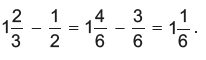 1 2/3 − 1/2 = 1 4/6 − 3/6 = 1 1/6 .